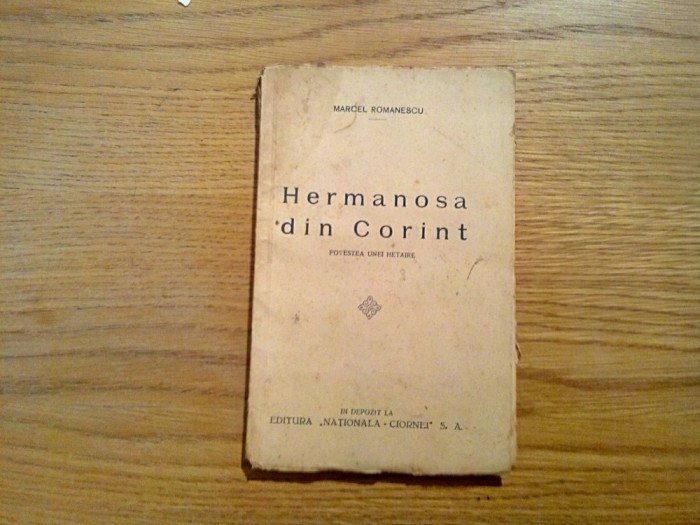 MARCEL ROMANESCU
Hermanosa
din Corint
POVESTEA UNEI HETAIRE
IN DEPOZIT LA
EDITURA „NAȚIONALA - CIORNEI" S. A.